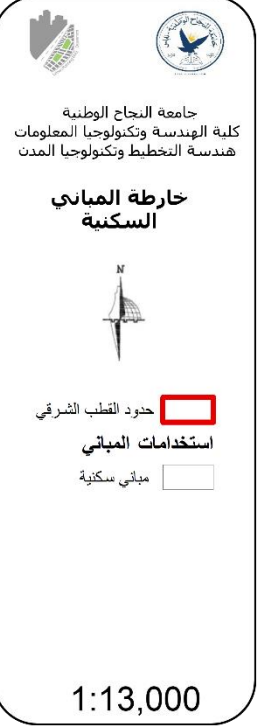 جامعة النجاح الوطنية
كلية الهندسة وتكنولوجيا المعلومات
هندسة التخطيط وتكنولوجيا المدن
خارطة المباني
السكنية
N
حدود القطب الشرقي
استخدامات المباني
مباني سكنية
1:13,000